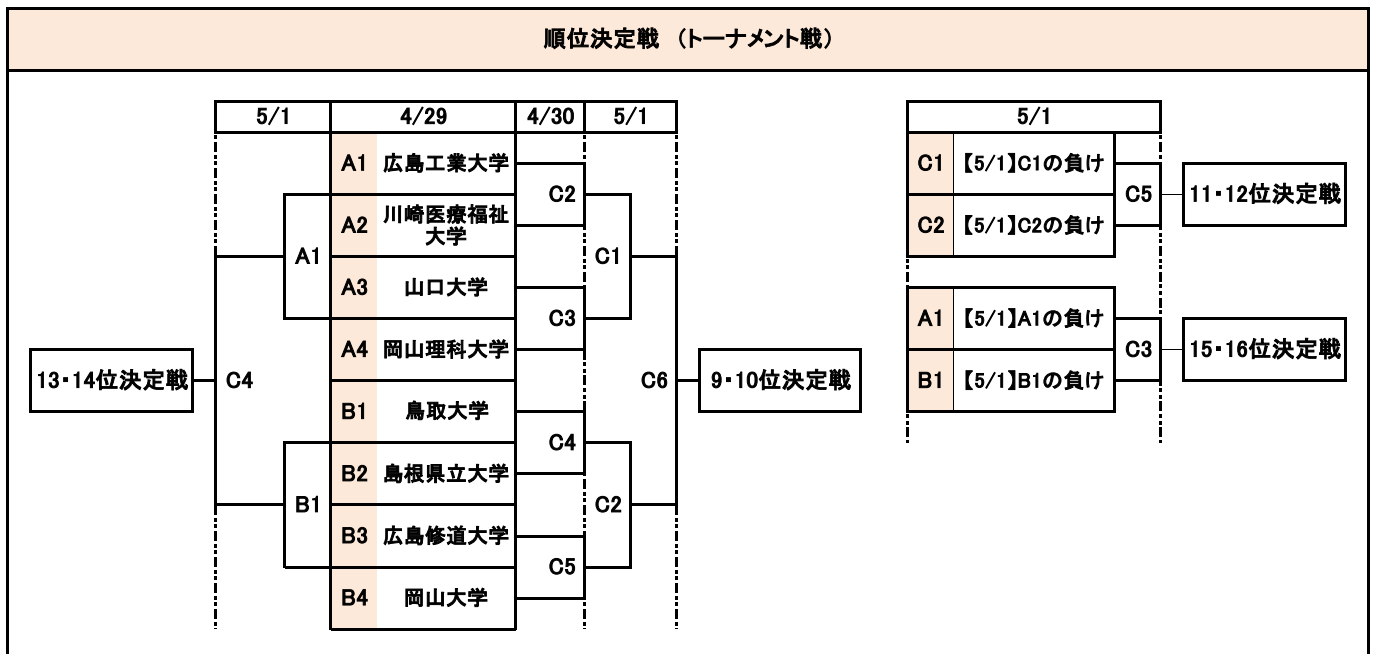 順位決定戦 （トーナメント戦）
5/1 4/29 4/30 5/1 5/1
A1 広島工業大学
C2
A2 川崎医療福祉
大学
A1
C1
A3 山口大学
C3
A4 岡山理科大学
13・14位決定戦 C4
C6 9・10位決定戦
B1 鳥取大学
C4
B2 島根県立大学
B1
C2
B3 広島修道大学
C5
B4 岡山大学
C1 【5/1】C1の負け
C5 11・12位決定戦
C2 【5/1】C2の負け
A1 【5/1】A1の負け
C3 15・16位決定戦
B1 【5/1】B1の負け